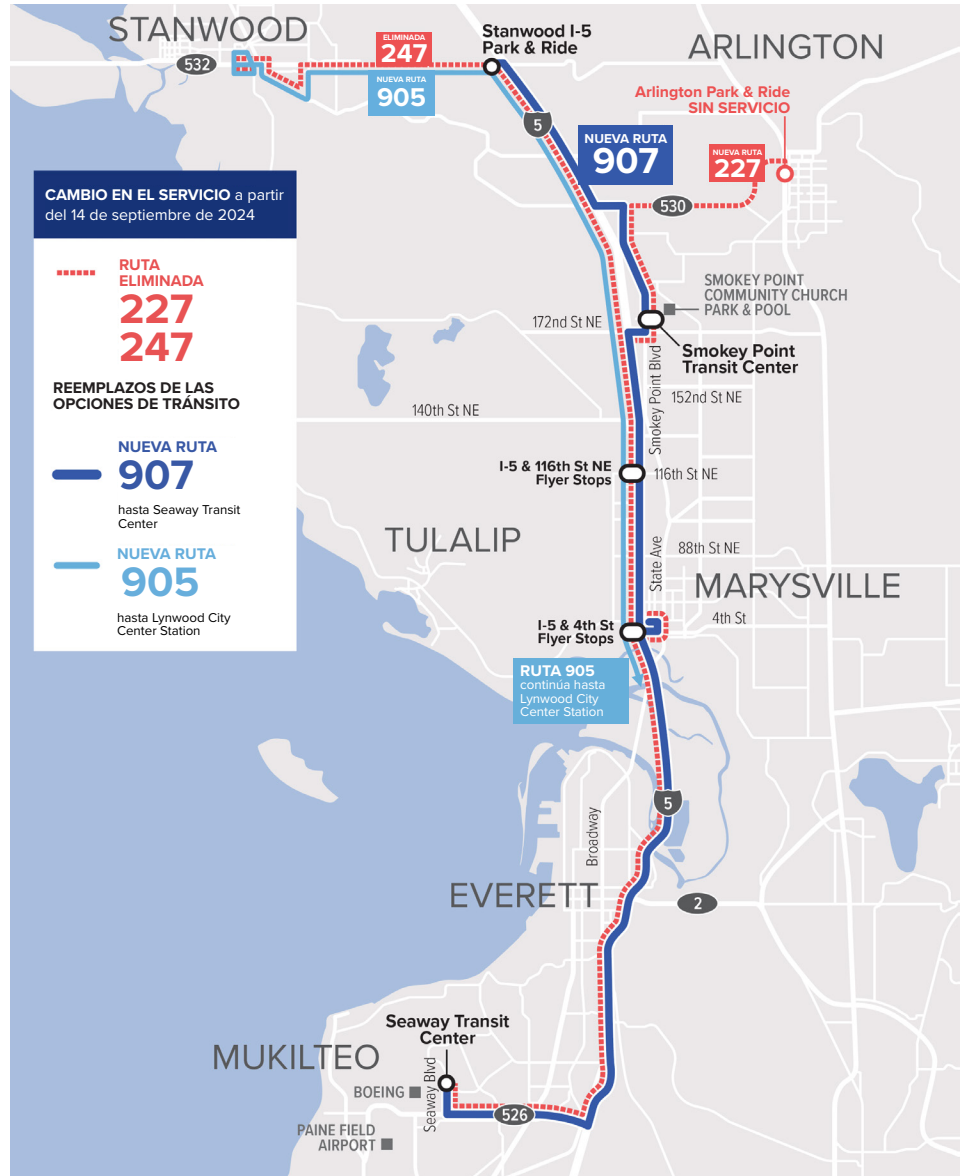 STANWOOD
532
ELIMINADA
247
NUEVA RUTA
905
Stanwood I-5
Park & Ride
ARLINGTON
Arlington Park & Ride
SIN SERVICIO
5
NUEVA RUTA
907
NUEVA RUTA
227
530
CAMBIO EN EL SERVICIO a partir
del 14 de septiembre de 2024
RUTA
ELIMINADA
227
247
REEMPLAZOS DE LAS
OPCIONES DE TRÁNSITO
NUEVA RUTA
907
hasta Seaway Transit
Center
NUEVA RUTA
905
hasta Lynwood City
Center Station
SMOKEY POINT
COMMUNITY CHURCH
PARK & POOL
172nd St NE
Smokey Point
Transit Center
Smokey Point Blvd
152nd St NE
140th St NE
I-5 & 116th St NE
Flyer Stops
116th St NE
TULALIP
State Ave
88th St NE
MARYSVILLE
4th St
I-5 & 4th St
Flyer Stops
RUTA 905
continúa hasta
Lynwood City
Center Station
5
Broadway
EVERETT
2
Seaway Transit
Center
MUKILTEO
BOEING
Seaway Blvd
526
PAINE FIELD
AIRPORT